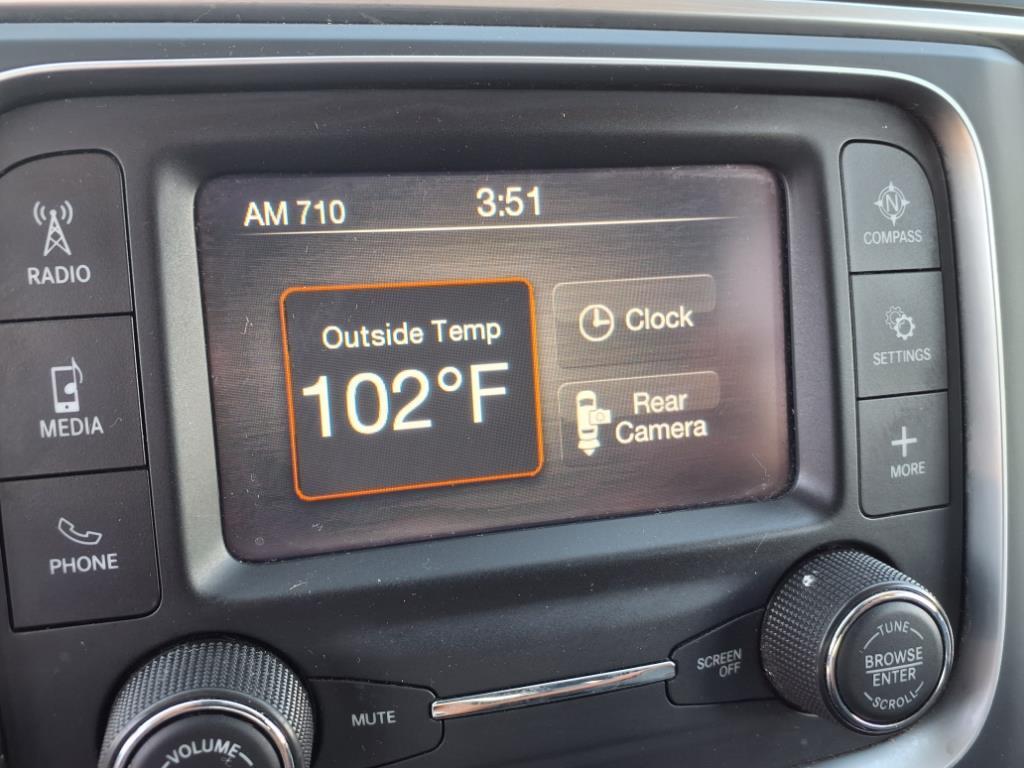 AM 710
3:51
Outside Temp
102°F
Clock
Rear
Camera
RADIO
MEDIA
PHONE
N
COMPASS
SETTINGS
+
MORE
VOLUME
MUTE
SCREEN
OFF
TUNE
BROWSE
ENTER
SCROLL